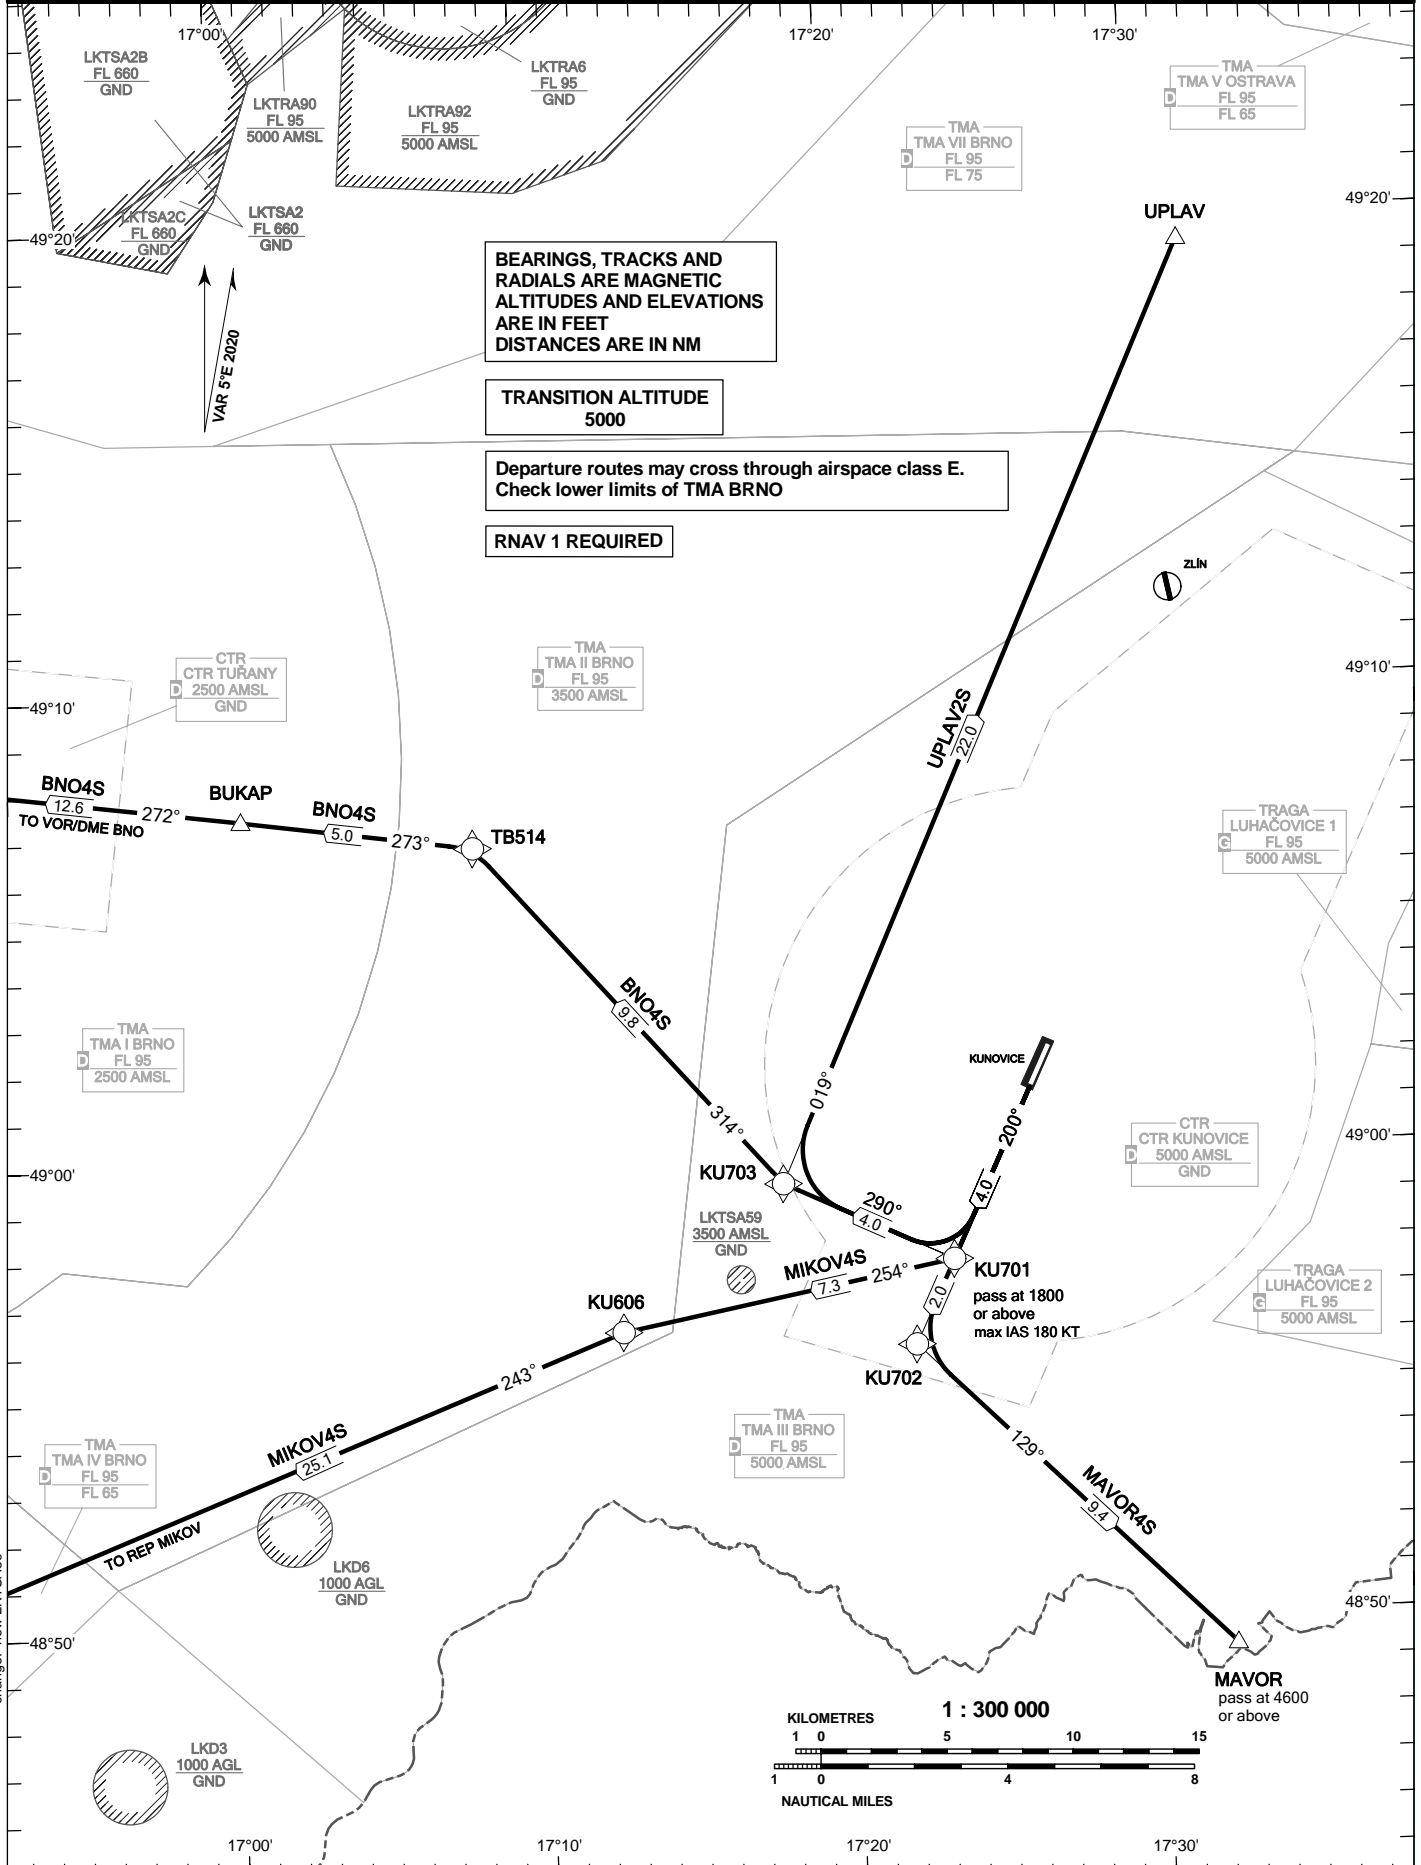 17°00'
17°20'
17°30'
LKTSA2B
FL 660
GND
LKTRA90
FL 95
5000 AMSL
LKTRA6
FL 95
GND
LKTRA92
FL 95
5000 AMSL
TMA
TMA V OSTRAVA
D
FL 95
FL 65
TMA
TMA VII BRNO
D
FL 95
FL 75
LKTSA2C
FL 660
GND
LKTSA2
FL 660
GND
49°20'
49°20'
UPLAV
BEARINGS, TRACKS AND
RADIALS ARE MAGNETIC
ALTITUDES AND ELEVATIONS
ARE IN FEET
DISTANCES ARE IN NM
VAR 5°E 2020
TRANSITION ALTITUDE
5000
Departure routes may cross through airspace class E.
Check lower limits of TMA BRNO
RNAV 1 REQUIRED
ZLÍN
CTR
CTR TUŘANY
D
2500 AMSL
GND
TMA
TMA II BRNO
D
FL 95
3500 AMSL
49°10'
49°10'
UPLAV2S
22.0
BNO4S
12.6
272°
TO VOR/DME BNO
BUKAP
BNO4S
5.0
273°
TB514
TRAGA
LUHAČOVICE 1
G
FL 95
5000 AMSL
BNO4S
9.8
314°
TMA
TMA I BRNO
D
FL 95
2500 AMSL
KUNOVICE
019°
200°
4.0
CTR
CTR KUNOVICE
D
5000 AMSL
GND
49°00'
49°00'
KU703
290°
4.0
LKTSA59
3500 AMSL
GND
MIKOV4S
7.3
254°
KU701
pass at 1800
or above
max IAS 180 KT
2.0
TRAGA
LUHAČOVICE 2
G
FL 95
5000 AMSL
KU606
KU702
243°
MIKOV4S
25.1
TMA
TMA III BRNO
D
FL 95
5000 AMSL
129°
MAVOR4S
9.4
TMA
TMA IV BRNO
D
FL 95
FL 65
TO REP MIKOV
LKD6
1000 AGL
GND
48°50'
48°50'
MAVOR
pass at 4600
or above
1 : 300 000
KILOMETRES
1 0 5 10 15
1 0 4 8
NAUTICAL MILES
LKD3
1000 AGL
GND
17°00'
17°10'
17°20'
17°30'